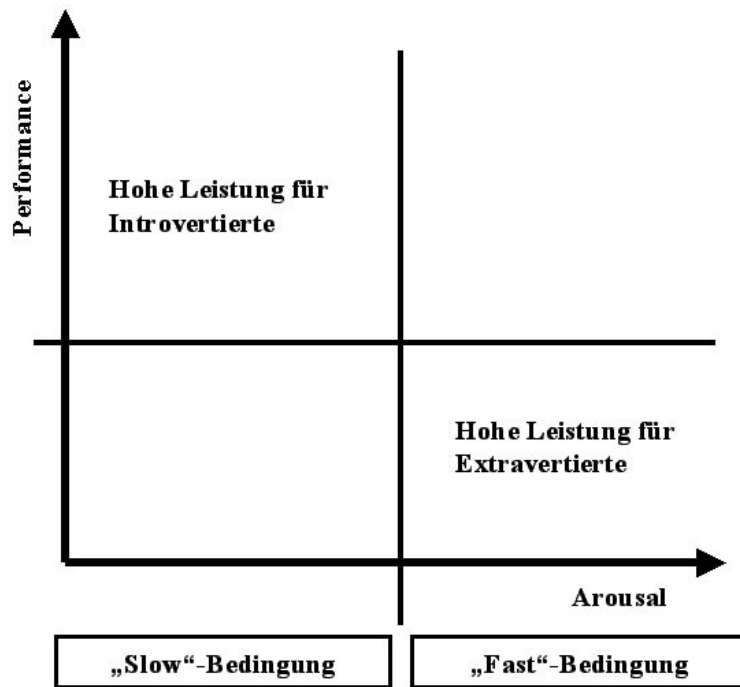 Performance
Hohe Leistung für
Introvertierte
Hohe Leistung für
Extravertierte
Arousal
„Slow“-Bedingung
„Fast“-Bedingung